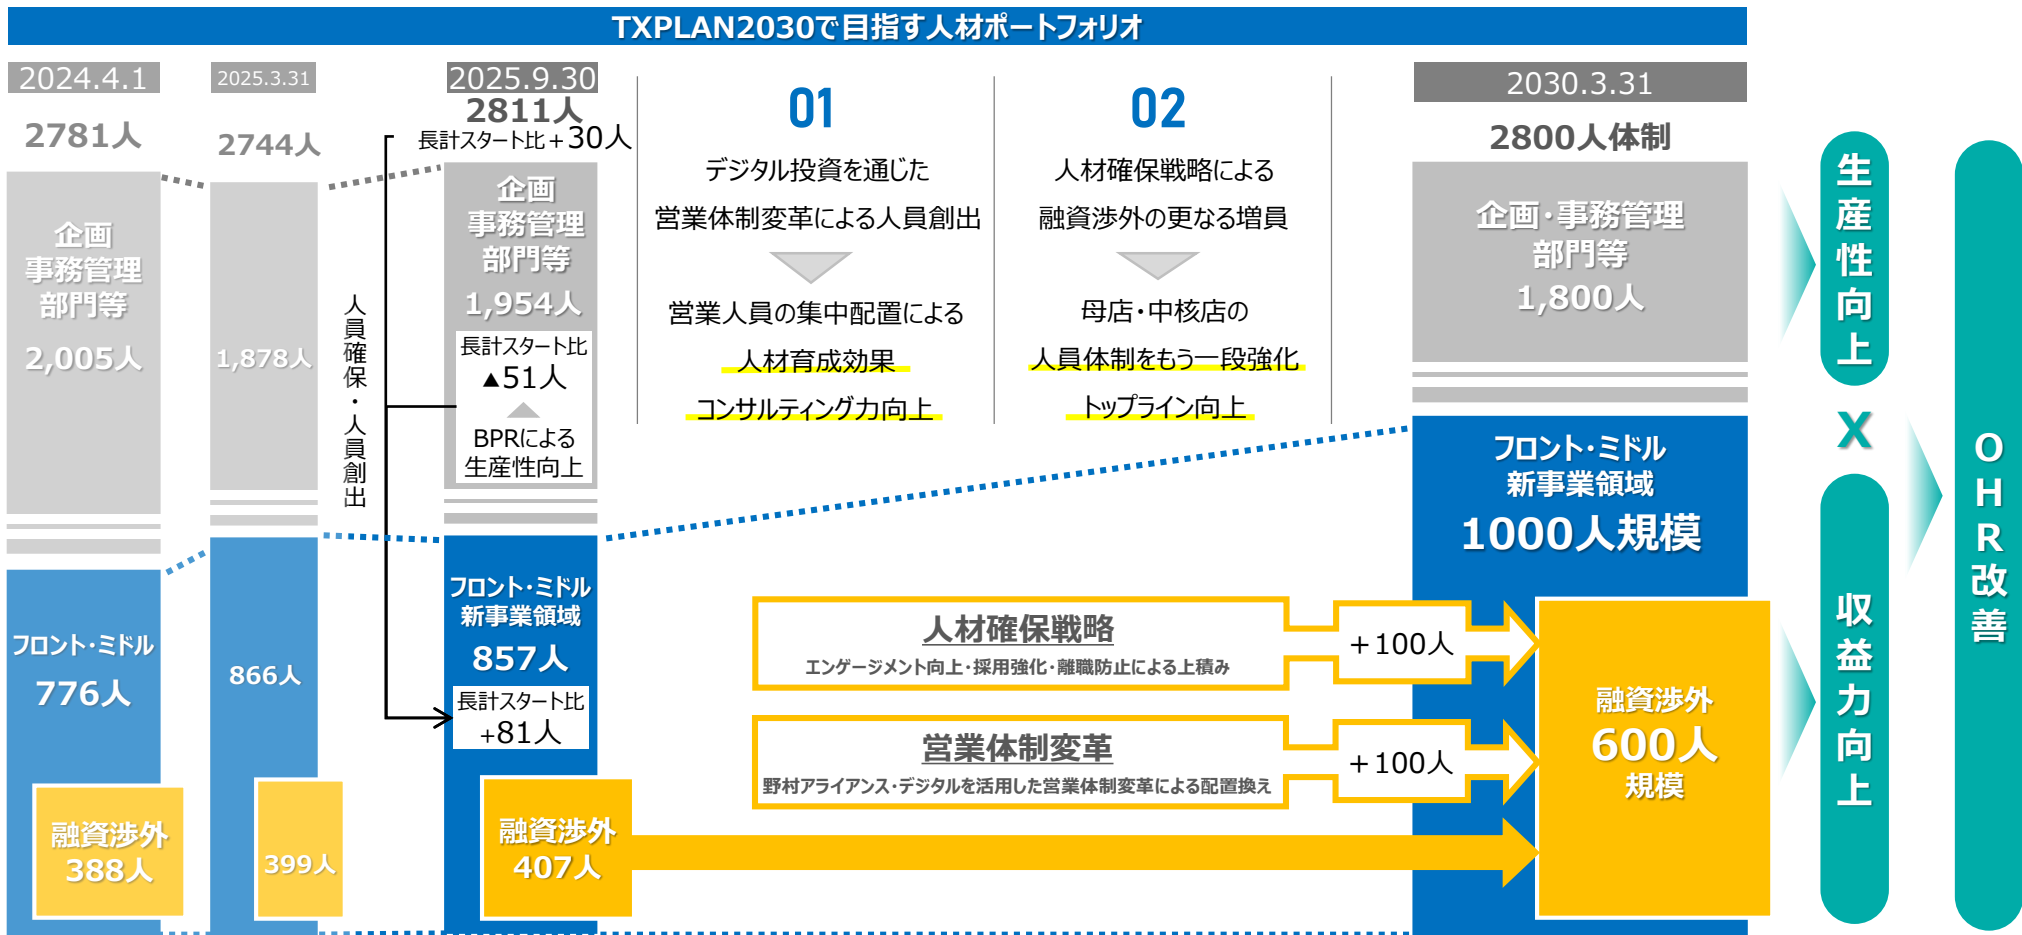 TXPLAN2030で目指す人材ポートフォリオ
2024.4.1
2781人
企画
事務管理
部門等
2,005人
フロント・ミドル
776人
融資渉外
388人
2025.3.31
2744人
1,878人
866人
399人
人員確保・人員創出
2025.9.30
2811人
長計スタート比＋30人
企画
事務管理
部門等
1,954人
長計スタート比
▲51人
BPRによる
生産性向上
フロント・ミドル
新事業領域
857人
長計スタート比
+81人
融資渉外
407人
01
デジタル投資を通じた
営業体制変革による人員創出
営業人員の集中配置による
人材育成効果
コンサルティング力向上
02
人材確保戦略による
融資渉外の更なる増員
母店・中核店の
人員体制をもう一段強化
トップライン向上
人材確保戦略
エンゲージメント向上・採用強化・離職防止による上積み
＋100人
営業体制変革
野村アライアンス・デジタルを活用した営業体制変革による配置換え
＋100人
2030.3.31
2800人体制
企画・事務管理
部門等
1,800人
フロント・ミドル
新事業領域
1000人規模
融資渉外
600人
規模
生産性向上
X
収益力向上
OHR改善